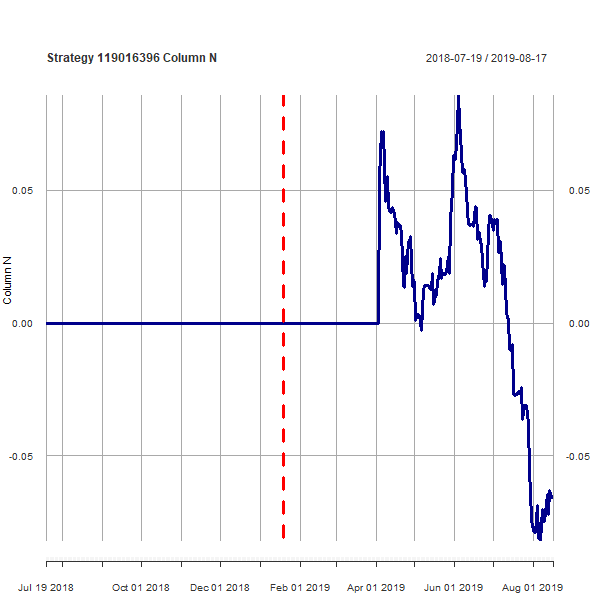 Strategy 119016396 Column N
2018-07-19 / 2019-08-17
0.05
0.05
Column N
0.00
0.00
-0.05
-0.05
Jul 19 2018
Oct 01 2018
Dec 01 2018
Feb 01 2019
Apr 01 2019
Jun 01 2019
Aug 01 2019